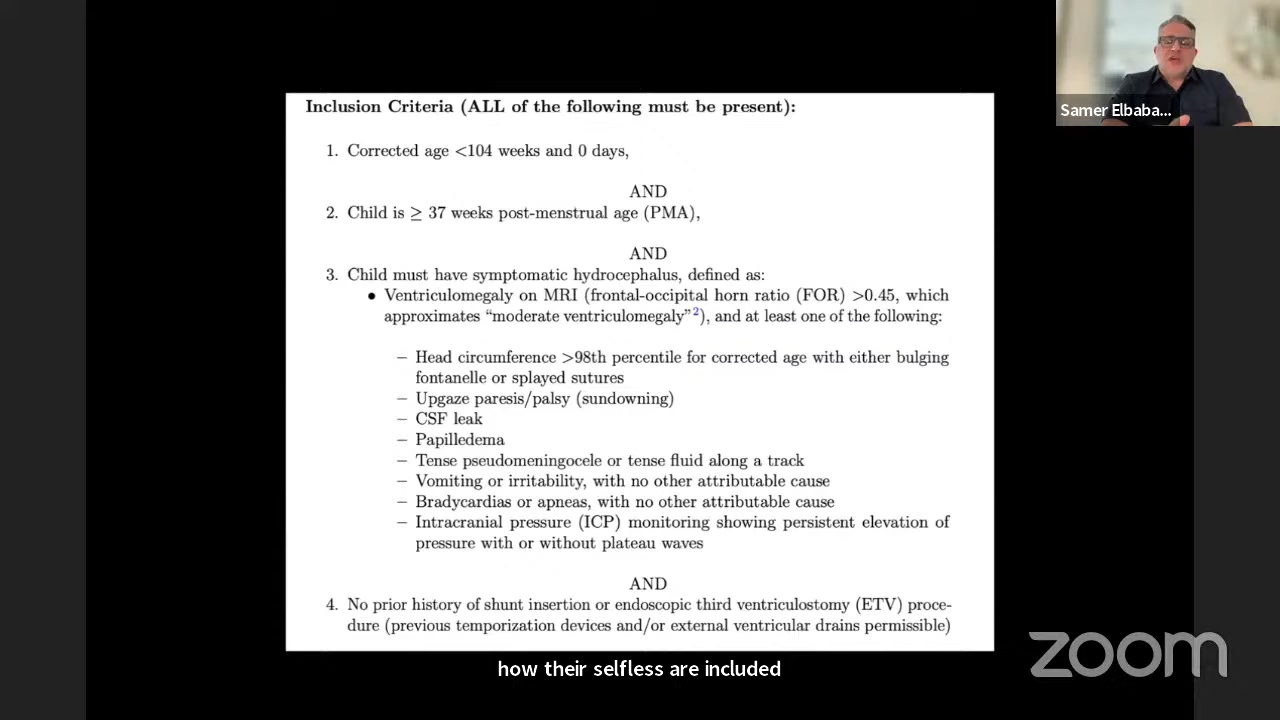 Samer Elbaba...
Inclusion Criteria (ALL of the following must be present):
1. Corrected age <104 weeks and 0 days,
AND
2. Child is ≥ 37 weeks post-menstrual age (PMA),
AND
3. Child must have symptomatic hydrocephalus, defined as:
• Ventriculomegaly on MRI (frontal-occipital horn ratio (FOR) >0.45, which
approximates “moderate ventriculomegaly”2), and at least one of the following:
– Head circumference >98th percentile for corrected age with either bulging
fontanelle or splayed sutures
– Upgaze paresis/palsy (sundowning)
– CSF leak
– Papilledema
– Tense pseudomeningocele or tense fluid along a track
– Vomiting or irritability, with no other attributable cause
– Bradycardias or apneas, with no other attributable cause
– Intracranial pressure (ICP) monitoring showing persistent elevation of
pressure with or without plateau waves
AND
4. No prior history of shunt insertion or endoscopic third ventriculostomy (ETV) proce-
dure (previous temporization devices and/or external ventricular drains permissible)
how their selfless are included
zoom